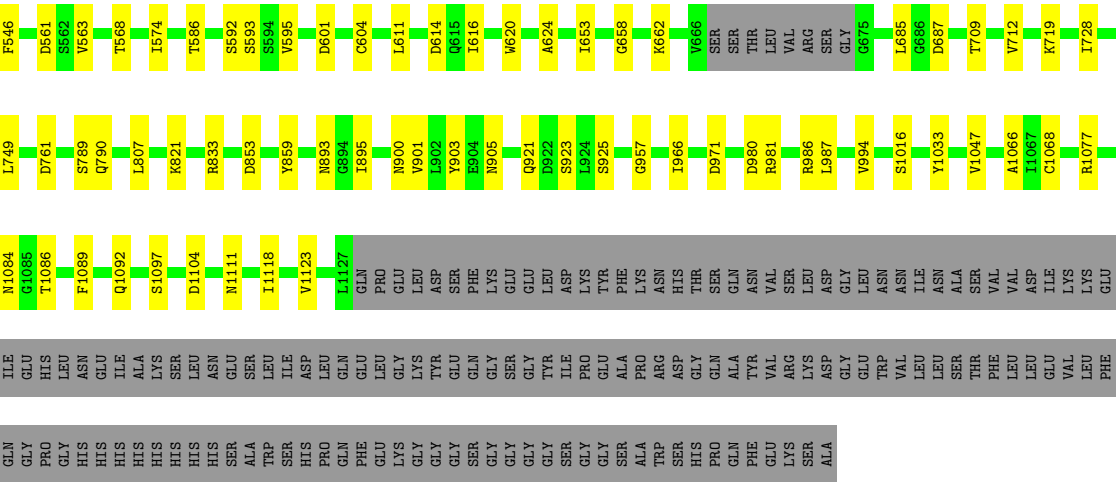 F546 D561 S562 V563 T568 I574 T586 S592 S593 S594 V595 D601 C604 L611 D614 Q615 I616 W620 A624 I653 G658 K662 V666 SER SER THR LEU VAL ARG SER GLY G675 L685 G686 D687 T709 V712 K719 I728
L749 D761 S789 Q790 L807 K821 R833 D853 Y859 N893 G894 I895 N900 V901 L902 Y903 E904 N905 Q921 D922 S923 L924 S925 G957 I966 D971 D980 R981 R986 L987 V994 S1016 Y1033 V1047 A1066 I1067 C1068 R1077
N1084 G1085 T1086 F1089 Q1092 S1097 D1104 N1111 I1118 V1123 L1127 GLN PRO GLU LEU ASP SER PHE LYS GLU GLU LEU ASP LYS TYR PHE LYS ASN HIS THR SER GLN ASN VAL SER LEU ASP GLY LEU ASN ASN ILE ASN ALA SER PHE VAL VAL ASP ILE LYS LYS GLU
ILE GLU HIS LEU ASN GLU ILE ALA LYS SER LEU ASN GLU SER LEU ILE ASP LEU GLN GLU LEU GLY LYS TYR GLU GLN GLY SER GLY TYR ILE PRO GLU ALA PRO ARG ASP GLY GLN ALA TYR VAL ARG LYS ASP GLY GLU TRP VAL LEU LEU SER THR PHE LEU LEU GLU VAL LEU PHE
GLN GLY PRO GLY HIS HIS HIS HIS HIS HIS HIS HIS SER ALA TRP SER HIS PRO GLN PHE GLU LYS GLY GLY GLY SER GLY GLY GLY GLY SER GLY GLY SER ALA TRP SER HIS PRO GLN PHE GLU LYS SER ALA